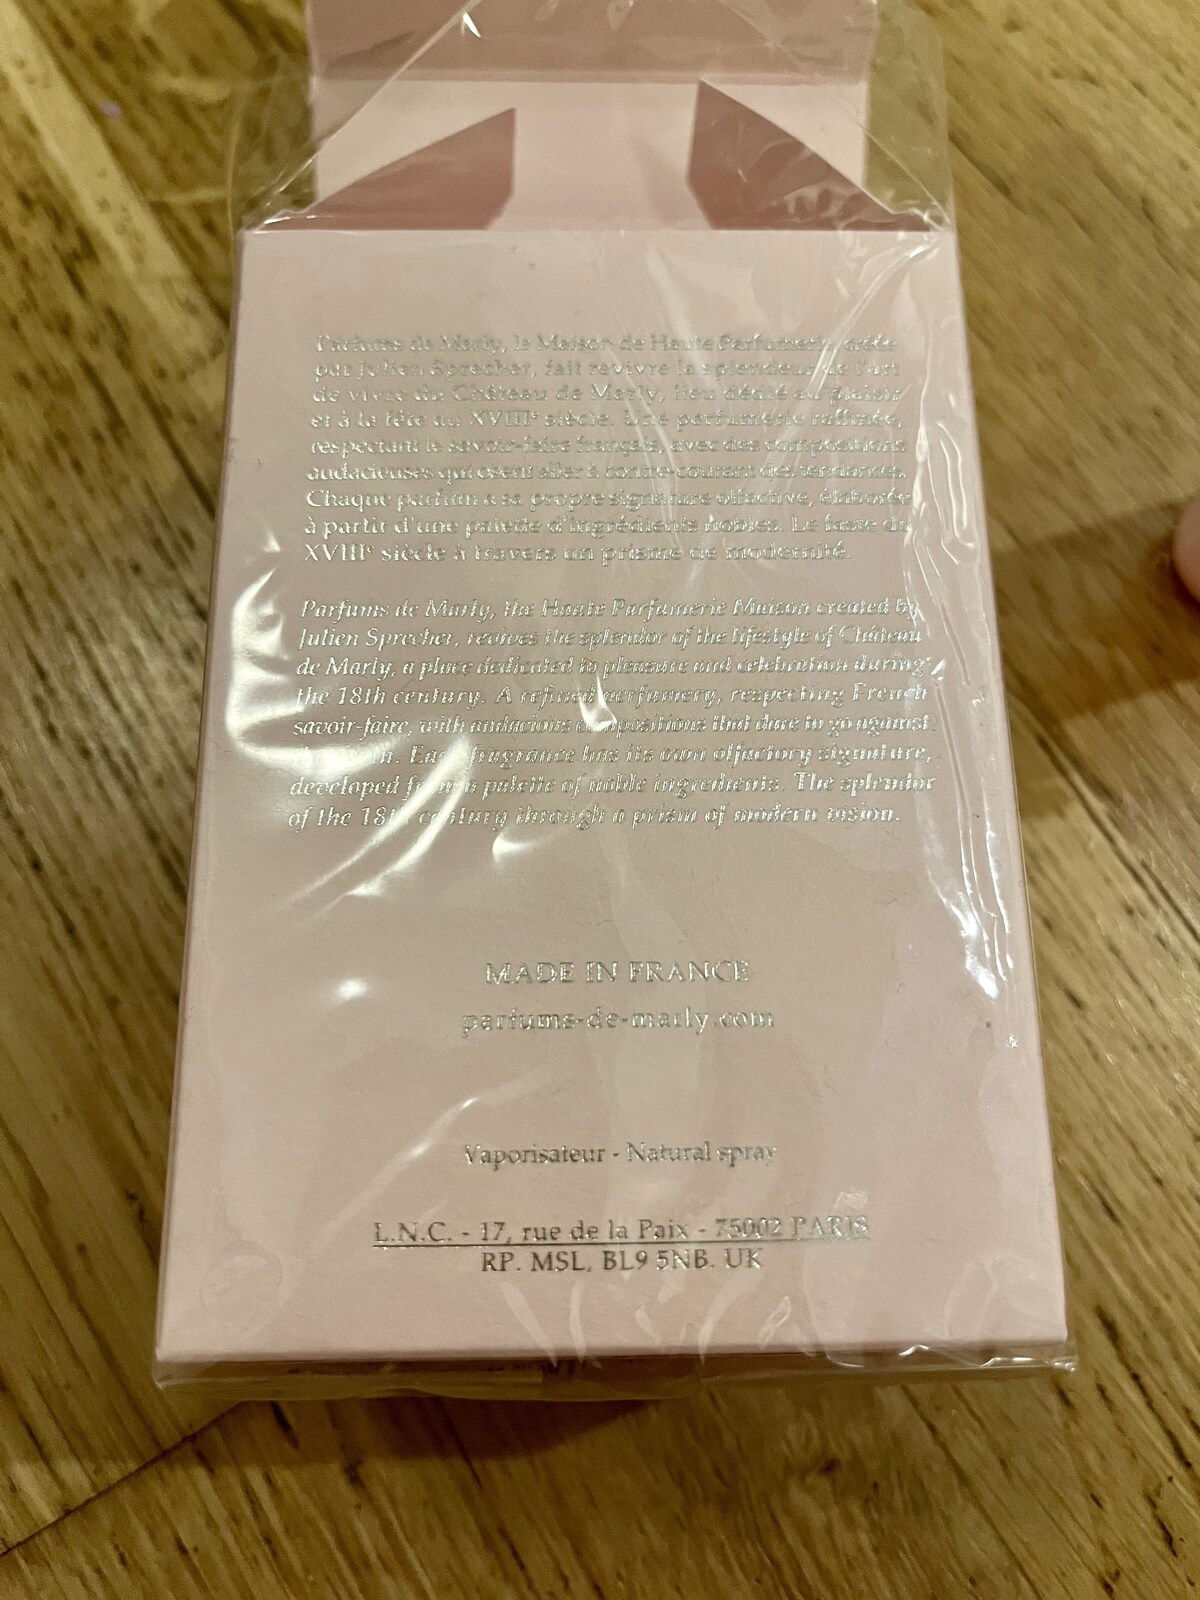 Parfums de Marly, la Maison de Haute Parfumerie, créée
par Julien Sprecher, fait revivre la splendeur de l'art
de vivre du Château de Marly, lieu dédié au plaisir
et à la fête au XVIIIᵉ siècle. Une parfumerie raffinée,
respectant le savoir-faire français, avec des compositions
audacieuses qui osent aller à contre-courant des tendances.
Chaque parfum a sa propre signature olfactive, élaborée
à partir d'une palette d'ingrédients nobles. Le faste du
XVIIIᵉ siècle à travers un prisme de modernité.
Parfums de Marly, the Haute Parfumerie Maison created by
Julien Sprecher, revives the splendor of the lifestyle of Château
de Marly, a place dedicated to pleasure and celebration during
the 18th century. A refined perfumery, respecting French
savoir-faire, with audacious compositions that dare to go against
Each fragrance has its own olfactory signature,
developed from a palette of noble ingredients. The splendor
of the 18th century through a prism of modern vision.
MADE IN FRANCE
parfums-de-marly.com
Vaporisateur - Natural spray
L.N.C. - 17, rue de la Paix - 75002 PARIS
RP. MSL, BL9 5NB. UK